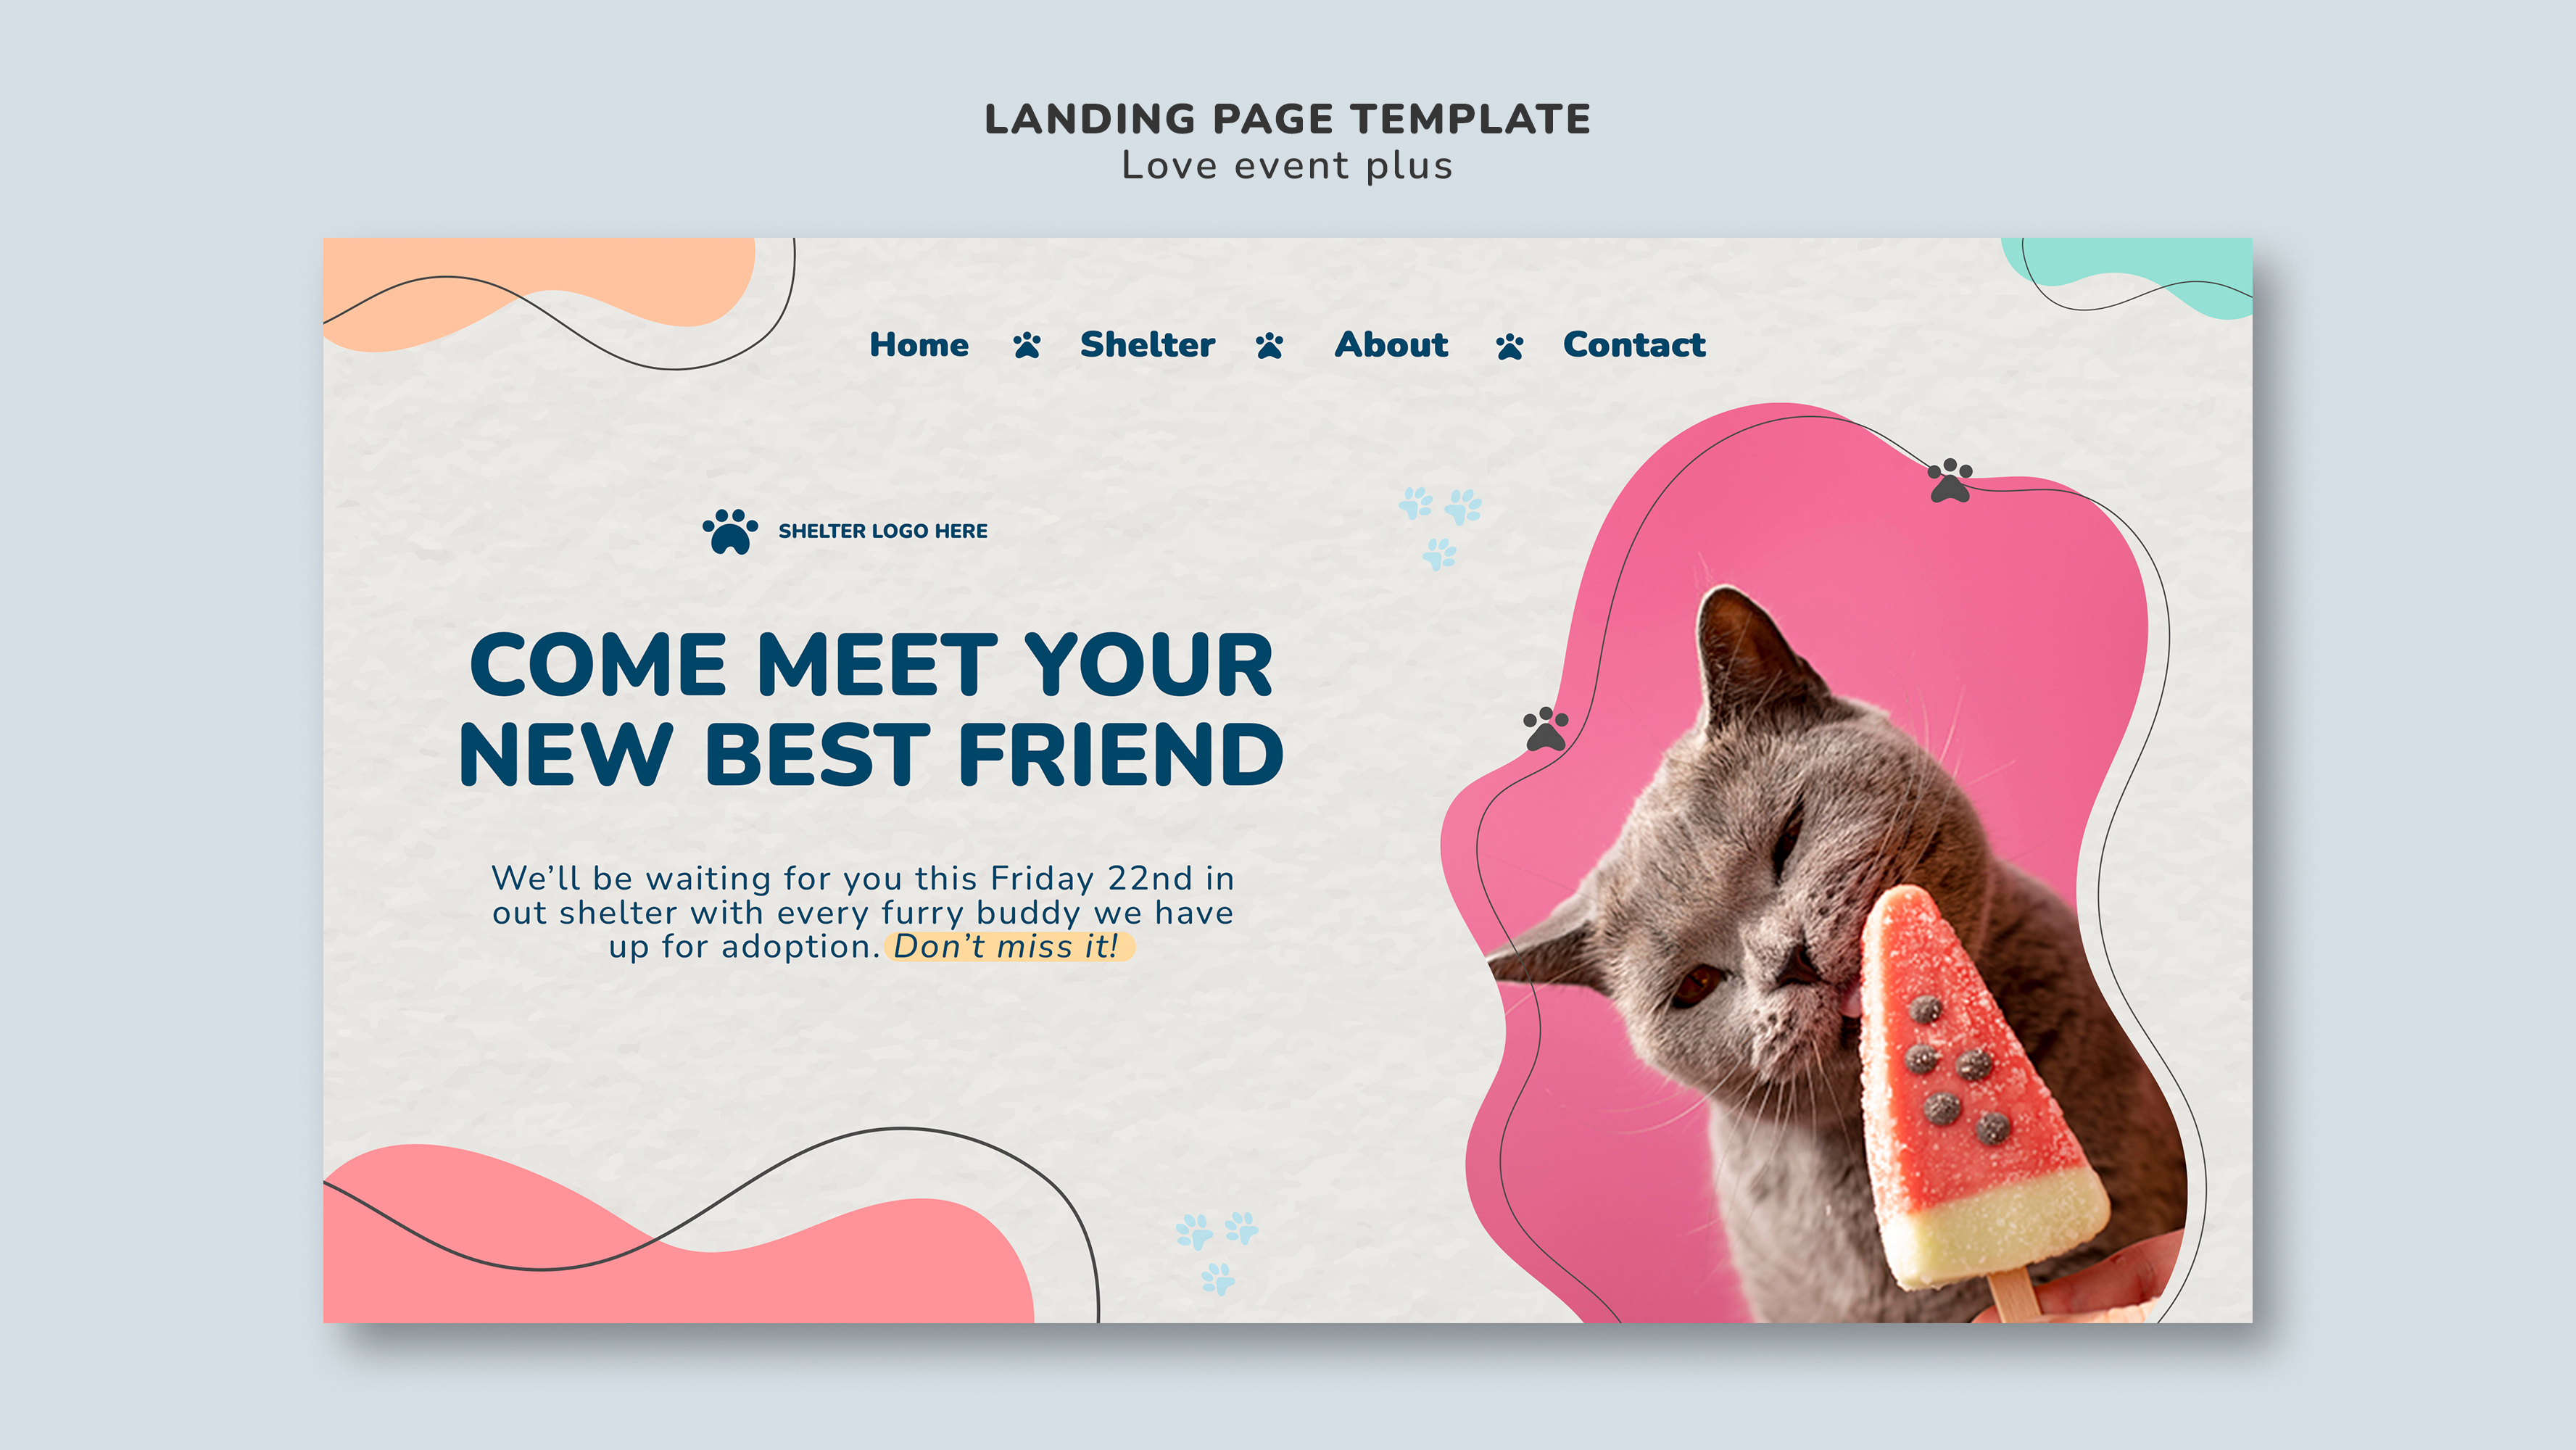 LANDING PAGE TEMPLATE
Love event plus
Home Shelter About Contact
SHELTER LOGO HERE
COME MEET YOUR
NEW BEST FRIEND
We’ll be waiting for you this Friday 22nd in
out shelter with every furry buddy we have
up for adoption. Don’t miss it!